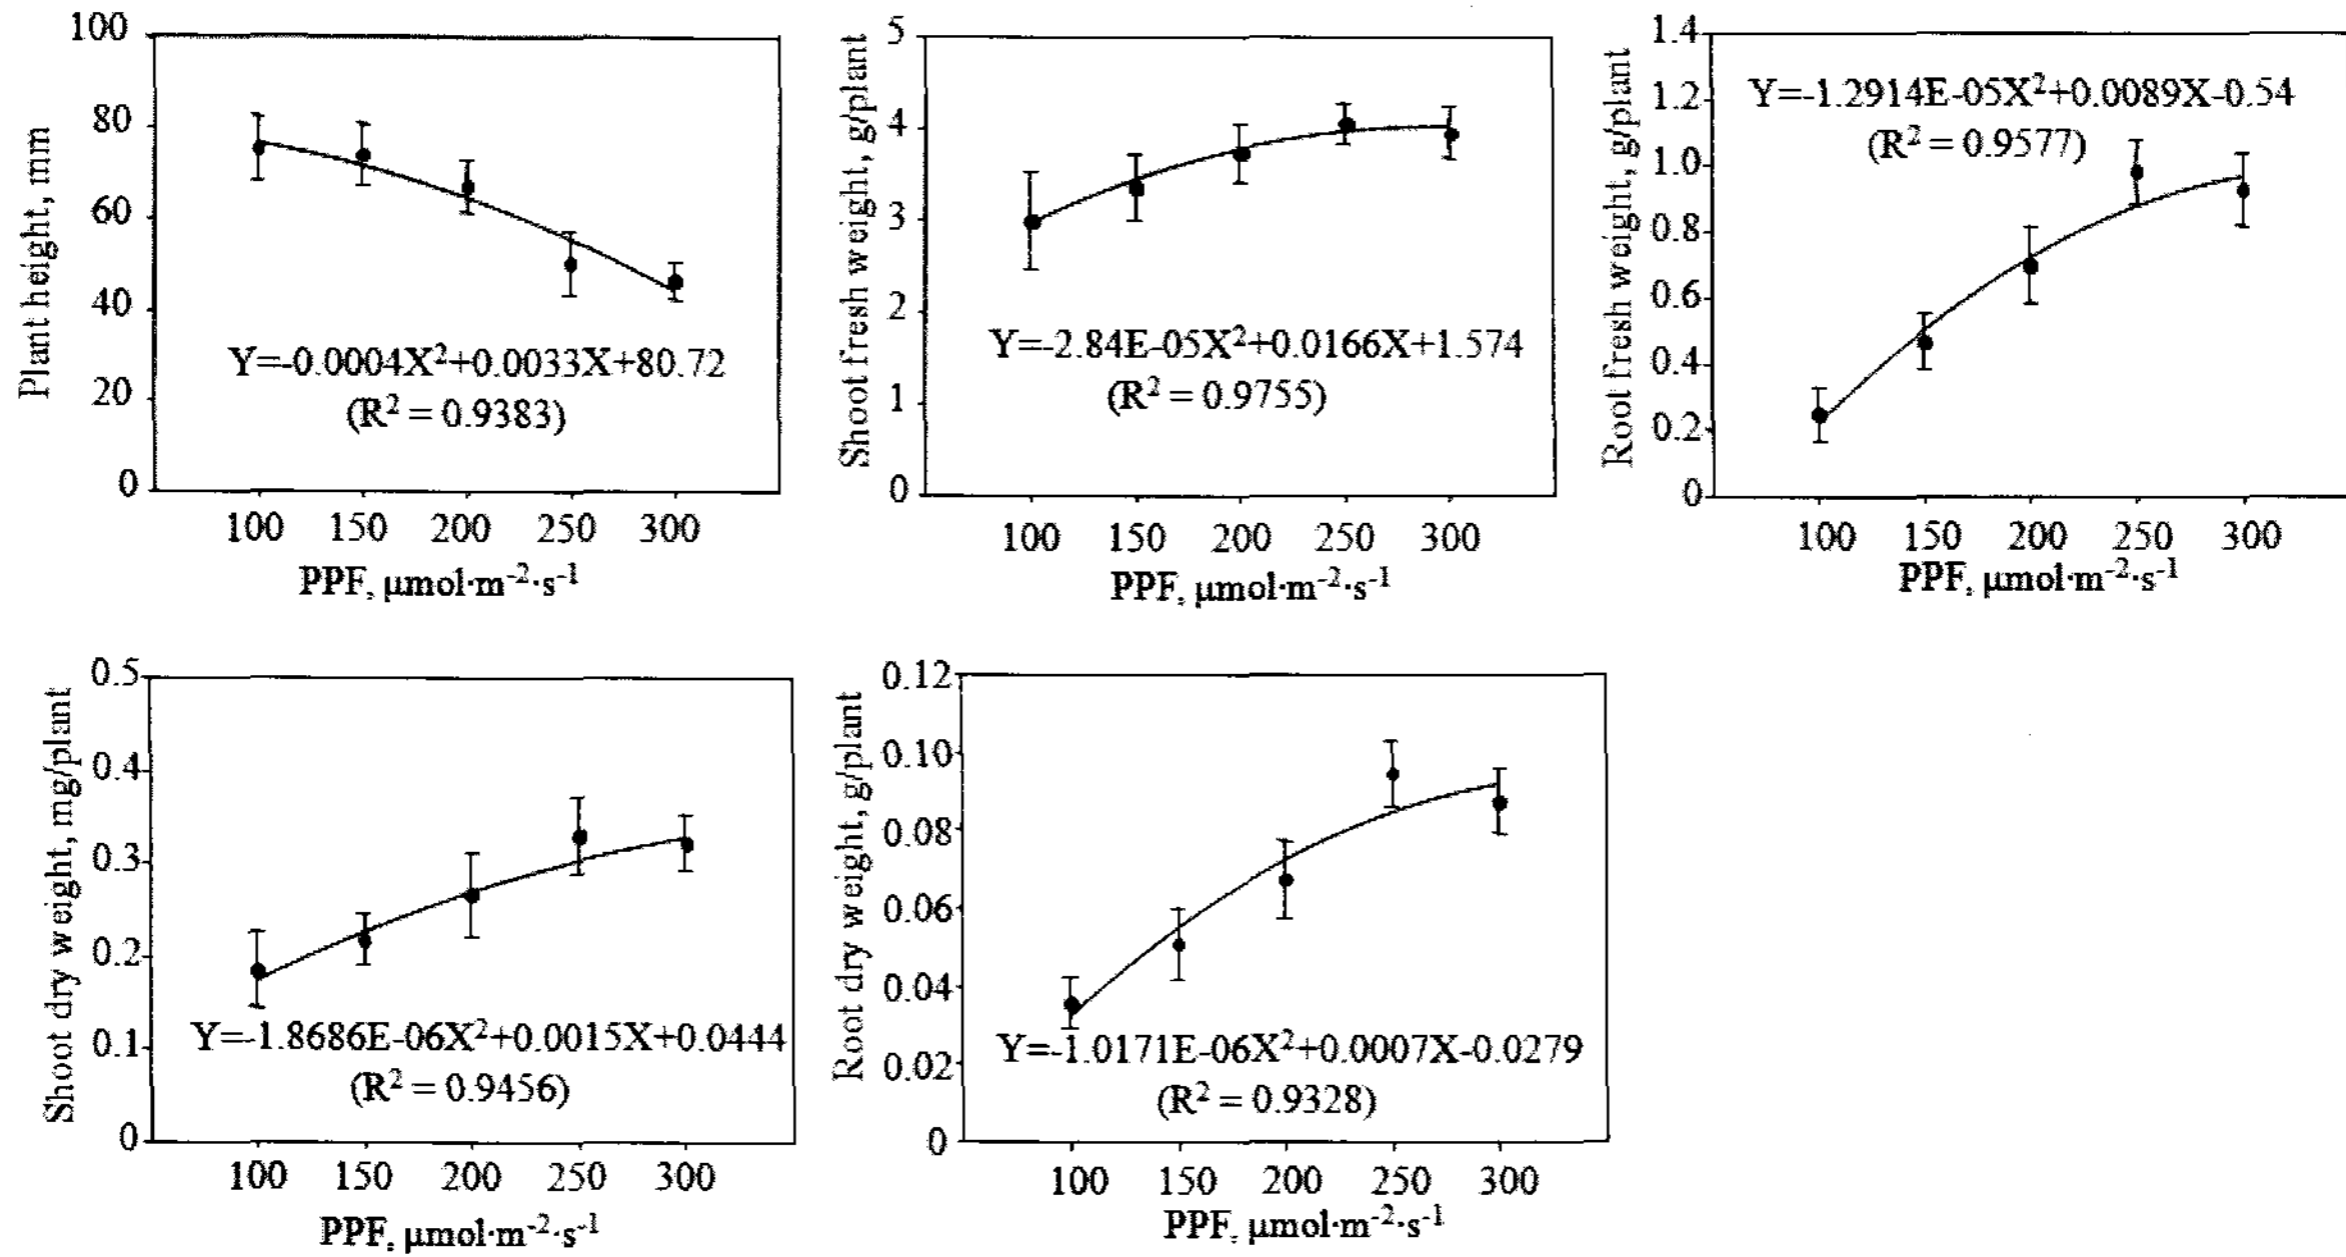 Plant height, mm
100
80
60
40
20
0
Y=-0.0004X²+0.0033X+80.72
(R² = 0.9383)
100 150 200 250 300
PPF, μmol·m⁻²·s⁻¹
Shoot fresh weight, g/plant
5
4
3
2
1
0
Y=-2.84E-05X²+0.0166X+1.574
(R² = 0.9755)
100 150 200 250 300
PPF, μmol·m⁻²·s⁻¹
Root fresh weight, g/plant
1.4
1.2
1.0
0.8
0.6
0.4
0.2
0
Y=-1.2914E-05X²+0.0089X-0.54
(R² = 0.9577)
100 150 200 250 300
PPF, μmol·m⁻²·s⁻¹
Shoot dry weight, mg/plant
0.5
0.4
0.3
0.2
0.1
0
Y=-1.8686E-06X²+0.0015X+0.0444
(R² = 0.9456)
100 150 200 250 300
PPF, μmol·m⁻²·s⁻¹
Root dry weight, g/plant
0.12
0.10
0.08
0.06
0.04
0.02
0
Y=-1.0171E-06X²+0.0007X-0.0279
(R² = 0.9328)
100 150 200 250 300
PPF, μmol·m⁻²·s⁻¹